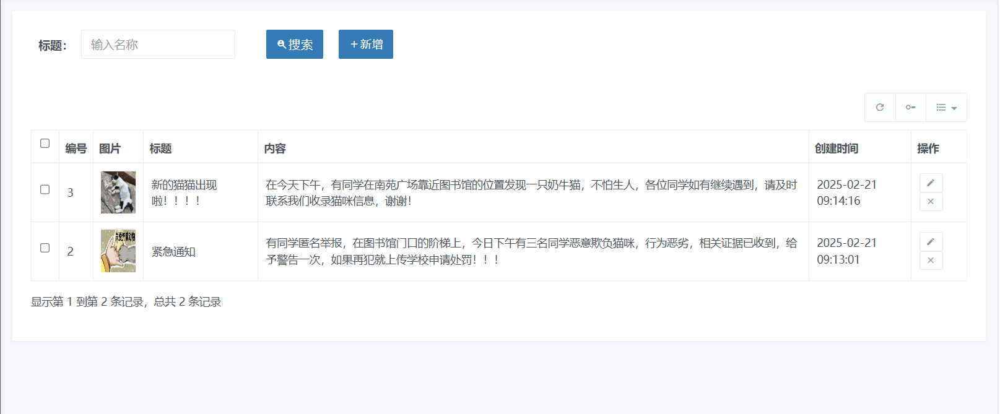 标题：
输入名称
搜索
+新增
编号
图片
标题
内容
创建时间
操作
3
新的猫猫出现
啦！！！！
在今天下午，有同学在南苑广场靠近图书馆的位置发现一只奶牛猫，不怕生人，各位同学如有继续遇到，请及时
联系我们收录猫咪信息，谢谢！
2025-02-21
09:14:16
2
紧急通知
有同学匿名举报，在图书馆门口的阶梯上，今日下午有三名同学恶意欺负猫咪，行为恶劣，相关证据已收到，给
予警告一次，如果再犯就上传学校申请处罚！！！
2025-02-21
09:13:01
显示第 1 到第 2 条记录，总共 2 条记录